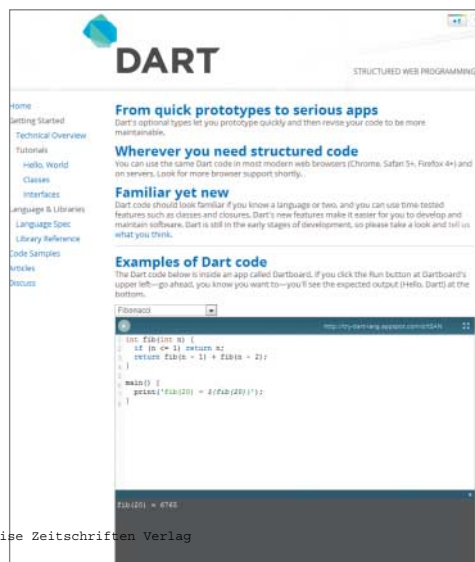 +1
DART
STRUCTURED WEB PROGRAMMING
Home
Getting Started
Technical Overview
Tutorials
Hello, World
Classes
Interfaces
Language & Libraries
Language Spec
Library Reference
Code Samples
Articles
Discuss
From quick prototypes to serious apps
Dart's optional types let you prototype quickly and then revise your code to be more
maintainable.
Wherever you need structured code
You can use the same Dart code in most modern web browsers (Chrome, Safari 5+, Firefox 4+) and
on servers. Look for more browser support shortly.
Familiar yet new
Dart code should look familiar if you know a language or two, and you can use time-tested
features such as classes and closures. Dart's new features make it easier for you to develop and
maintain software. Dart is still in the early stages of development, so please take a look and tell us
what you think.
Examples of Dart code
The Dart code below is inside an app called Dartboard. If you click the Run button at Dartboard's
upper left—go ahead, you know you want to—you'll see the expected output (Hello, Dart!) at the
bottom.
Fibonacci
1 int fib(int n) {
2 if (n <= 1) return n;
3 return fib(n - 1) + fib(n - 2);
4 }
5
6 main() {
7 print('fib(20) = ${fib(20)}');
8 }
fib(20) = 6765
ise Zeitschriften Verlag